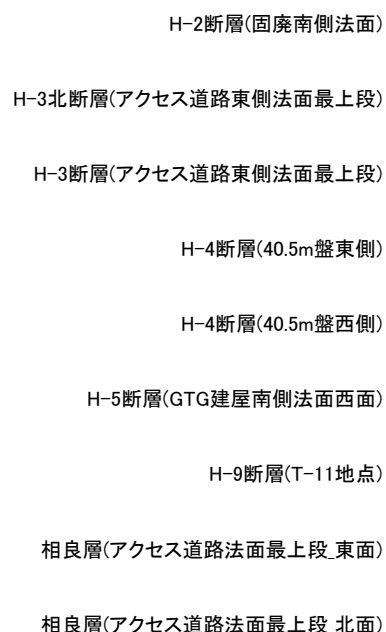 H-2断層(固廃南側法面)
H-3北断層(アクセス道路東側法面最上段)
H-3断層(アクセス道路東側法面最上段)
H-4断層(40.5m盤東側)
H-4断層(40.5m盤西側)
H-5断層(GTG建屋南側法面西面)
H-9断層(T-11地点)
相良層(アクセス道路法面最上段_東面)
相良層(アクセス道路法面最上段_北面)